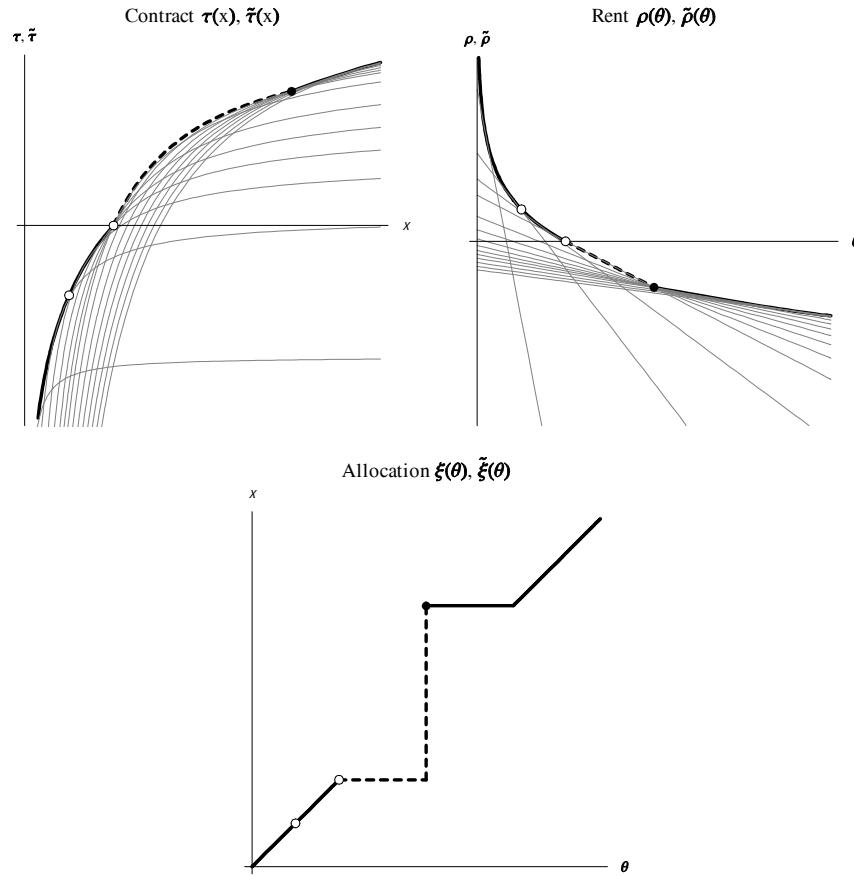 Contract τ(x), τ̃(x)
τ, τ̃
x
Rent ρ(θ), ρ̃(θ)
ρ, ρ̃
θ
Allocation ξ(θ), ξ̃(θ)
x
θ